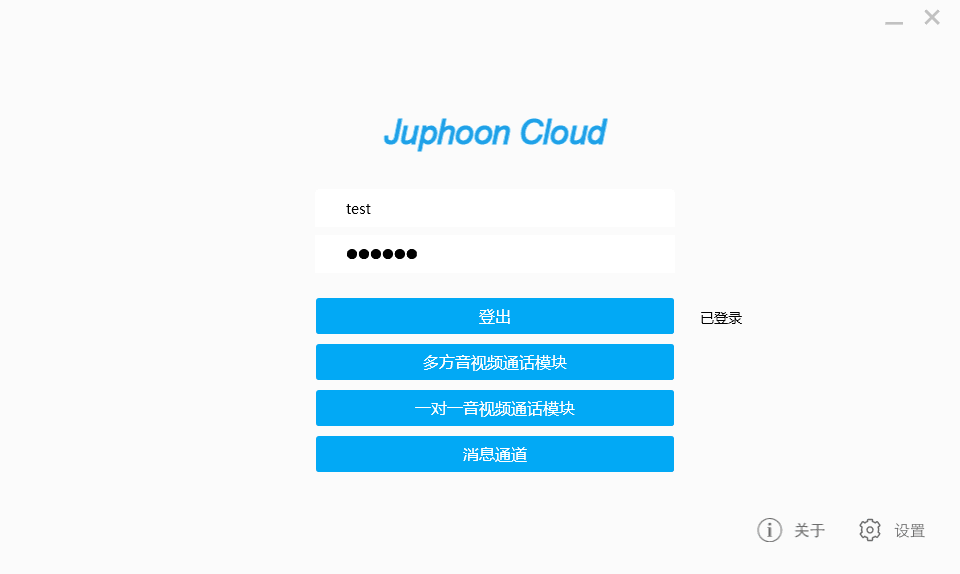 Juphoon Cloud
test
●●●●●●
登出
已登录
多方音视频通话模块
一对一音视频通话模块
消息通道
关于
设置